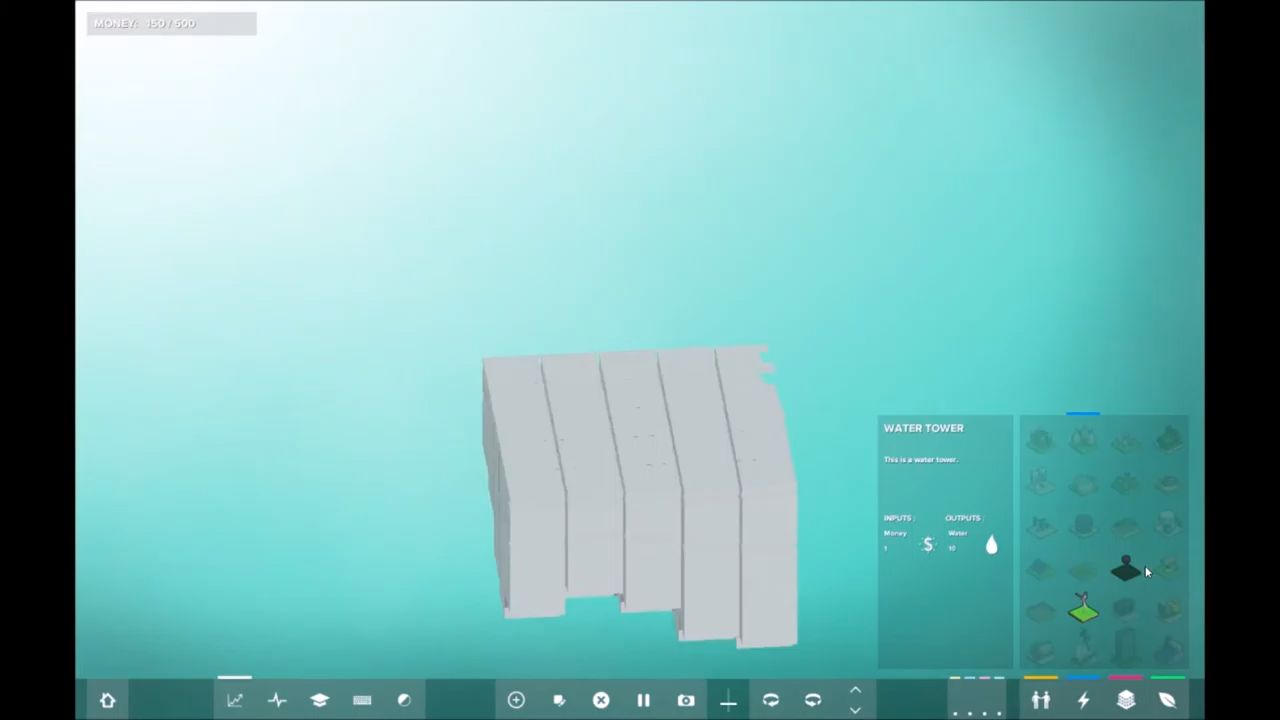 MONEY: 150 / 500
WATER TOWER
This is a water tower.
INPUTS : OUTPUTS :
Money Water
1 $ 10